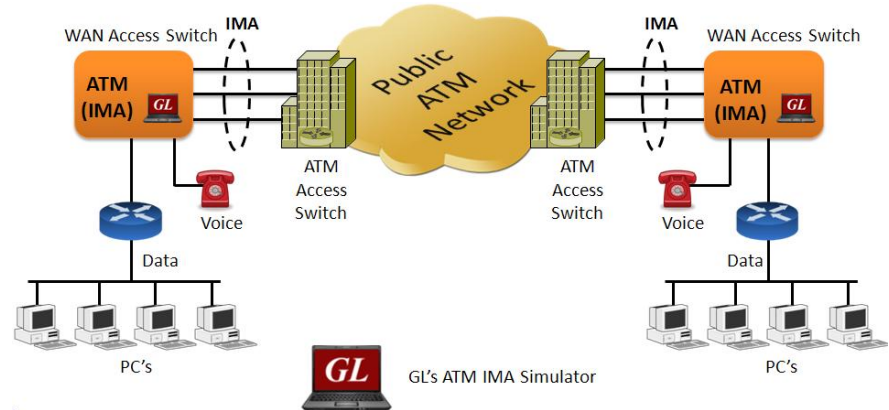 IMA
IMA
WAN Access Switch
WAN Access Switch
ATM
(IMA)
GL
Public
ATM
Network
ATM
(IMA)
GL
ATM
Access
Switch
ATM
Access
Switch
Voice
Voice
Data
Data
PC's
PC's
GL
GL's ATM IMA Simulator